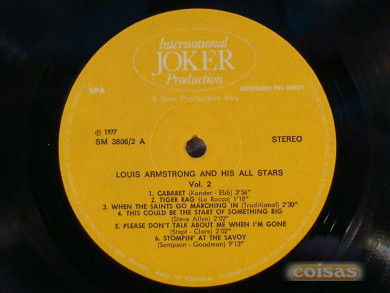 International
JOKER
Production
SPA
A Saar Production Italy
℗ 1977
SM 3806/2 A
STEREO
LOUIS ARMSTRONG AND HIS ALL STARS
Vol. 2
1. CABARET (Kander - Ebb) 3'56"
2. TIGER RAG (La Rocca) 1'18"
3. WHEN THE SAINTS GO MARCHING IN (Traditional) 2'30"
4. THIS COULD BE THE START OF SOMETHING BIG
(Steve Allen) 2'02"
5. PLEASE DON'T TALK ABOUT ME WHEN I'M GONE
(Stept - Clare) 2'02"
6. STOMPIN' AT THE SAVOY
(Sampson - Goodman) 9'13"
coisas